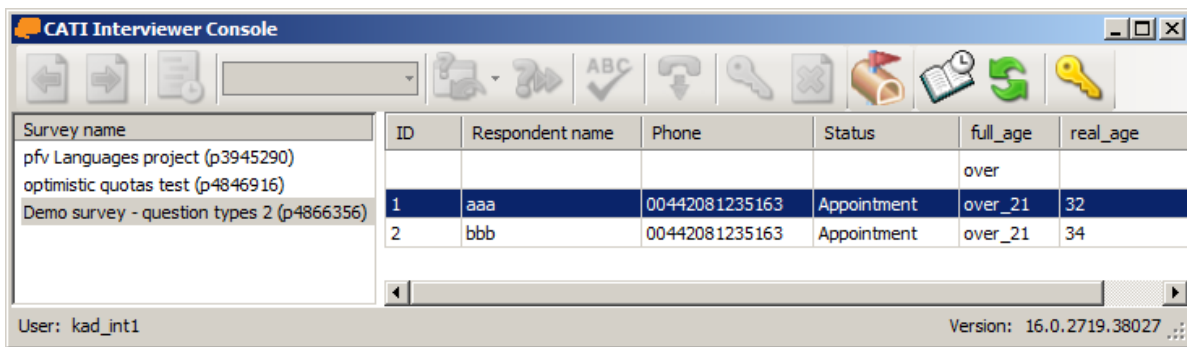 CATI Interviewer Console
ABC
Survey name
pfv Languages project (p3945290)
optimistic quotas test (p4846916)
Demo survey - question types 2 (p4866356)
ID Respondent name Phone Status full_age real_age
over
1 aaa 00442081235163 Appointment over_21 32
2 bbb 00442081235163 Appointment over_21 34
User: kad_int1 Version: 16.0.2719.38027